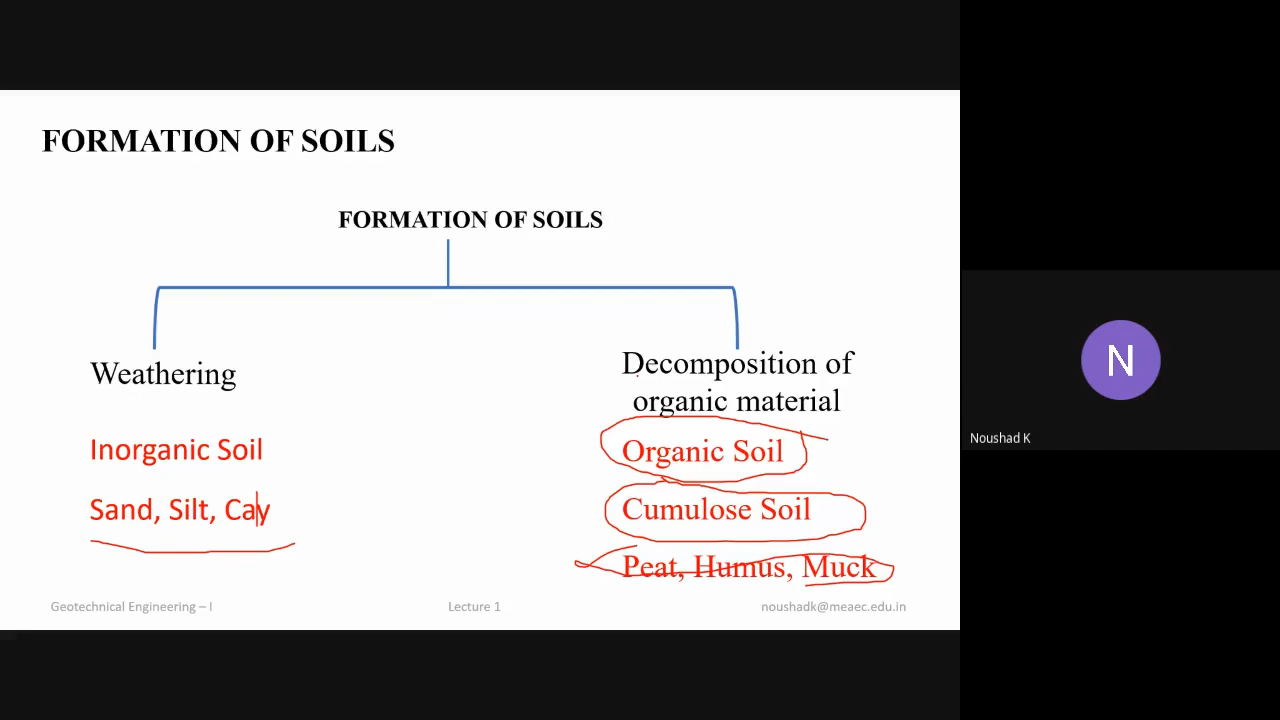 FORMATION OF SOILS
FORMATION OF SOILS
Weathering
Decomposition of
organic material
Inorganic Soil
Organic Soil
Sand, Silt, Cay
Cumulose Soil
Peat, Humus, Muck
Geotechnical Engineering – I
Lecture 1
noushadk@meaec.edu.in
N
Noushad K